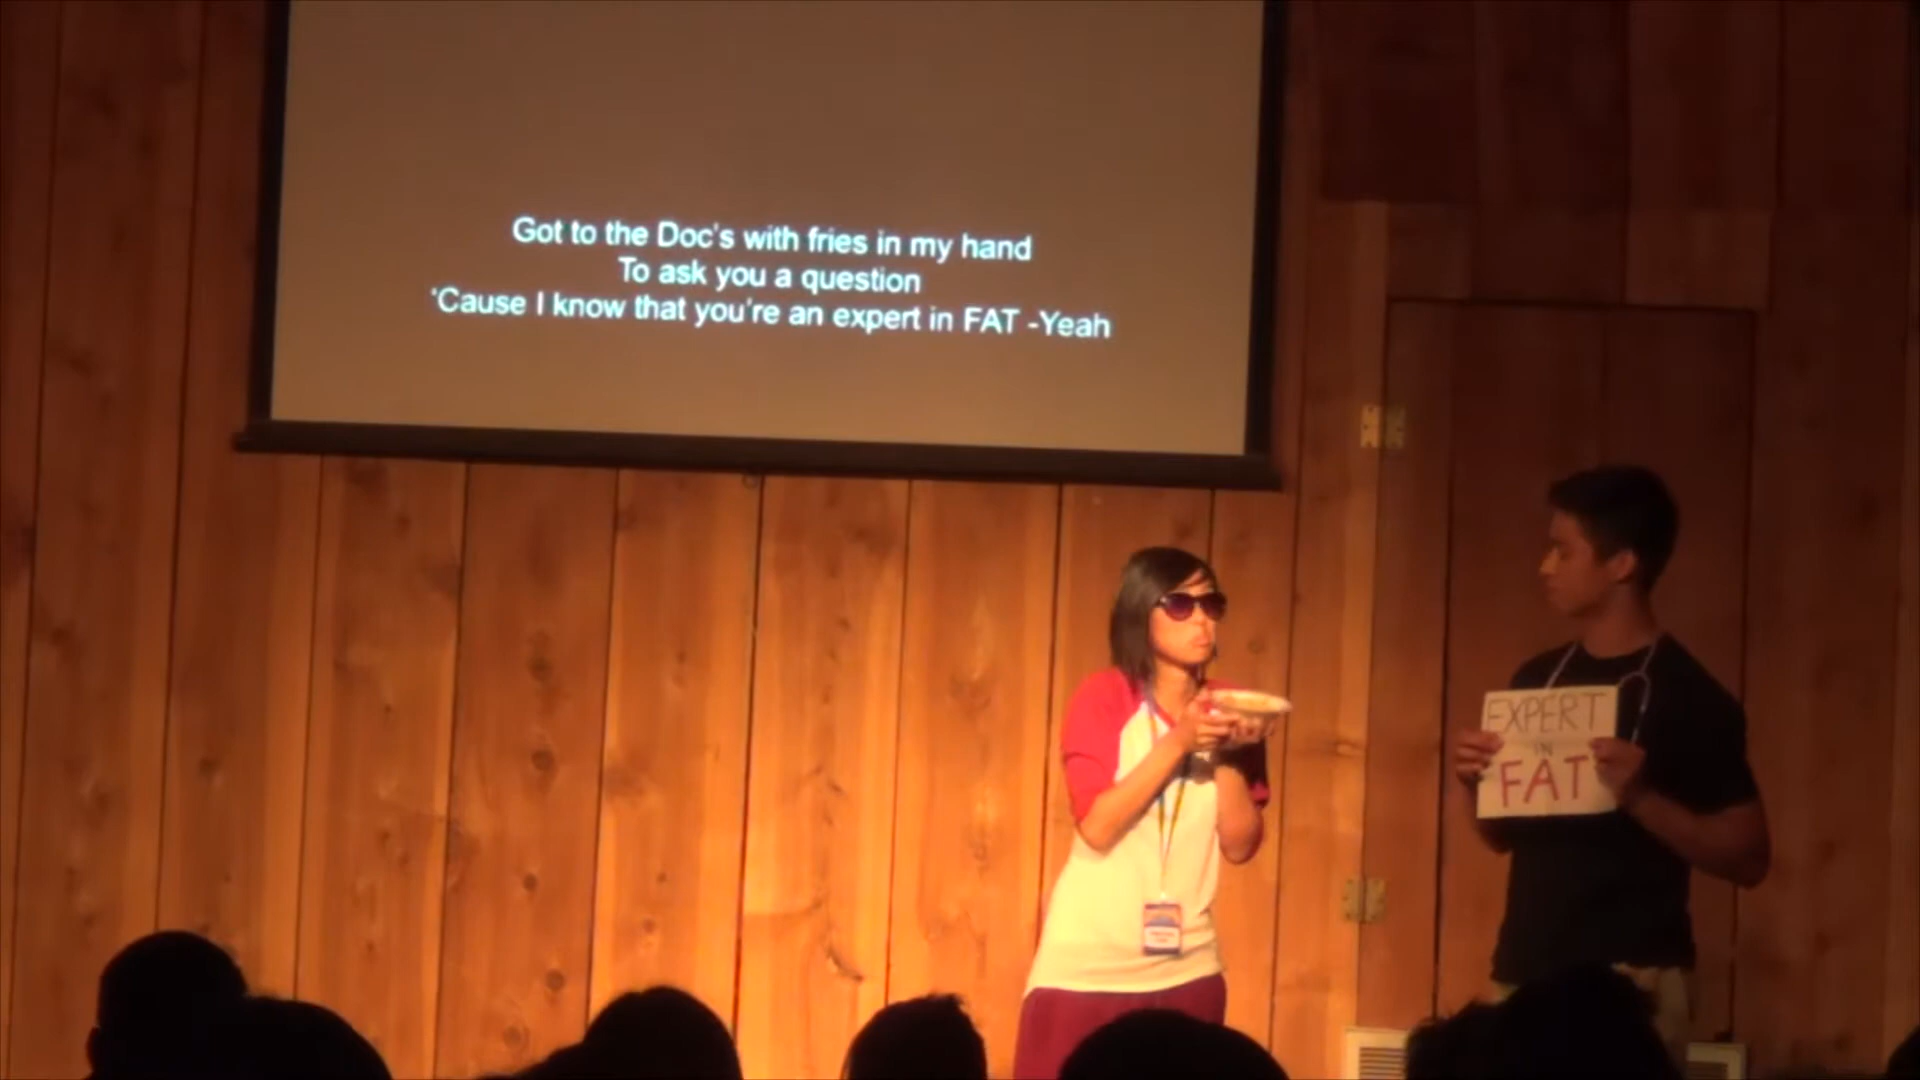 Got to the Doc's with fries in my hand
To ask you a question
'Cause I know that you're an expert in FAT -Yeah
EXPERT
IN
FAT